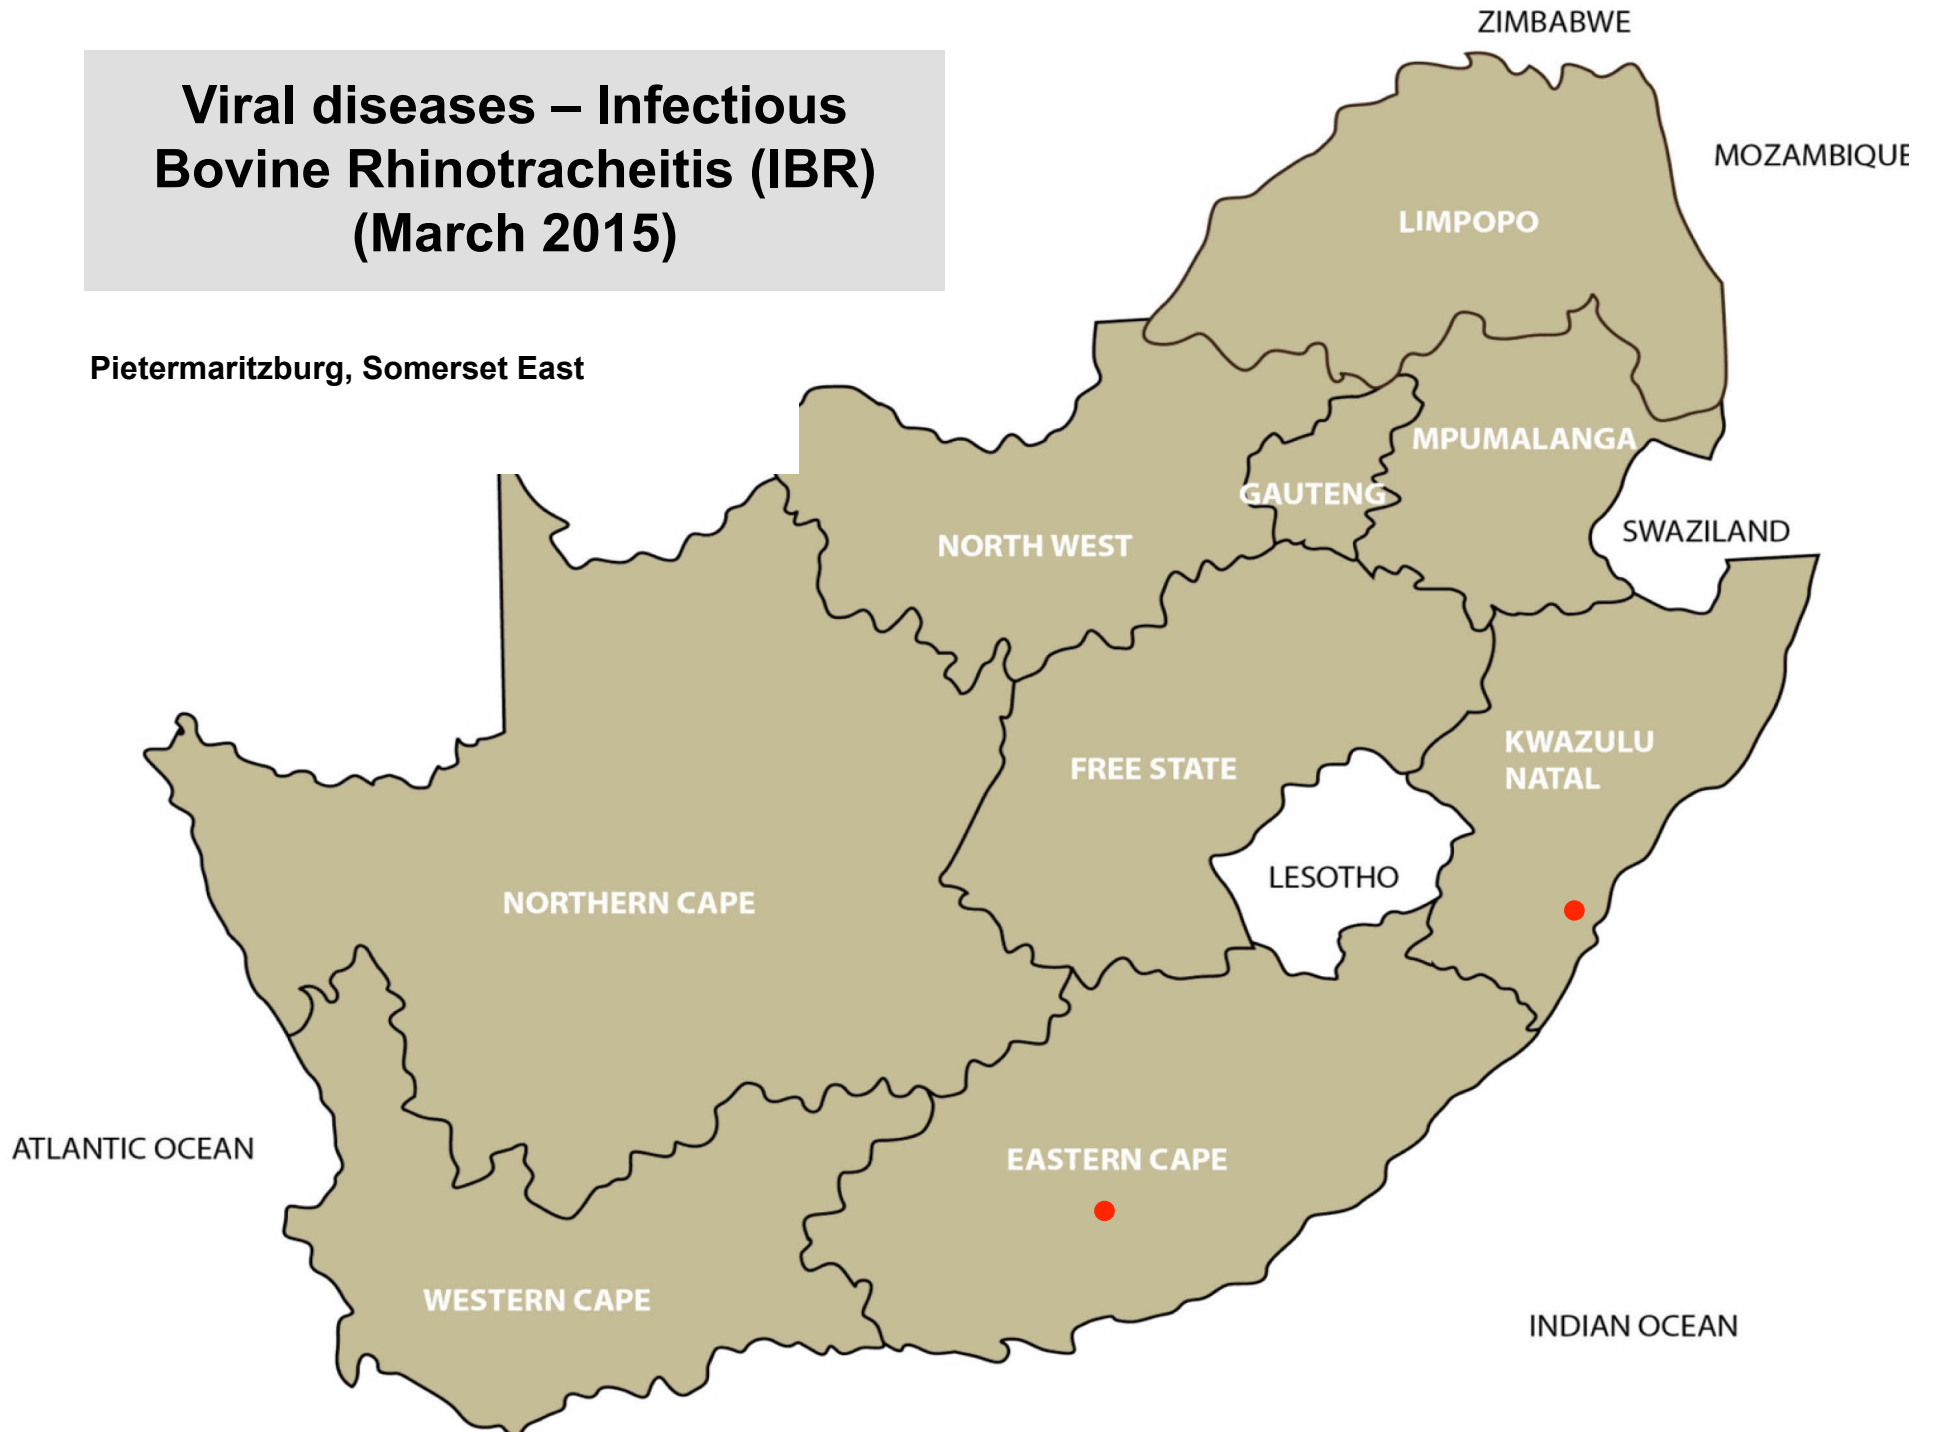 ZIMBABWE
Viral diseases – Infectious
Bovine Rhinotracheitis (IBR)
(March 2015)
MOZAMBIQUE
LIMPOPO
Pietermaritzburg, Somerset East
MPUMALANGA
GAUTENG
SWAZILAND
NORTH WEST
KWAZULU
NATAL
FREE STATE
LESOTHO
NORTHERN CAPE
ATLANTIC OCEAN
EASTERN CAPE
WESTERN CAPE
INDIAN OCEAN